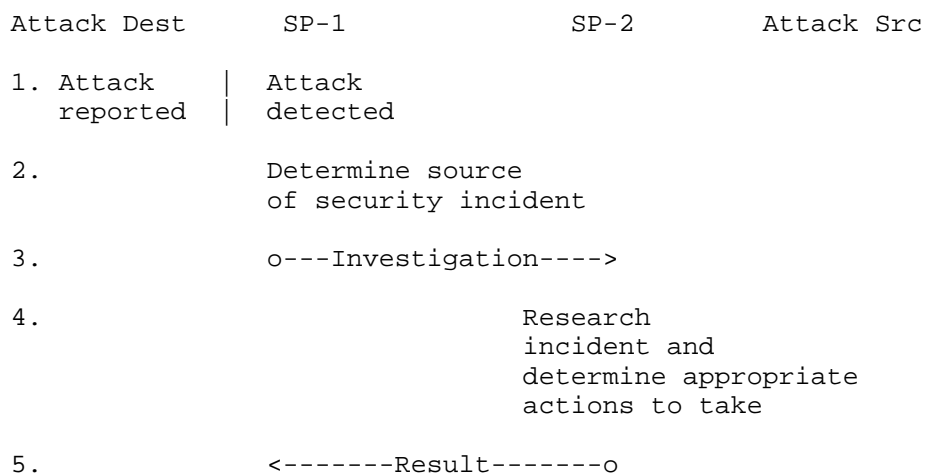 Attack Dest      SP-1              SP-2       Attack Src

1. Attack    |  Attack
   reported  |  detected

2.              Determine source
                of security incident

3.              o---Investigation---->

4.                              Research
                                incident and
                                determine appropriate
                                actions to take

5.              <-------Result-------o